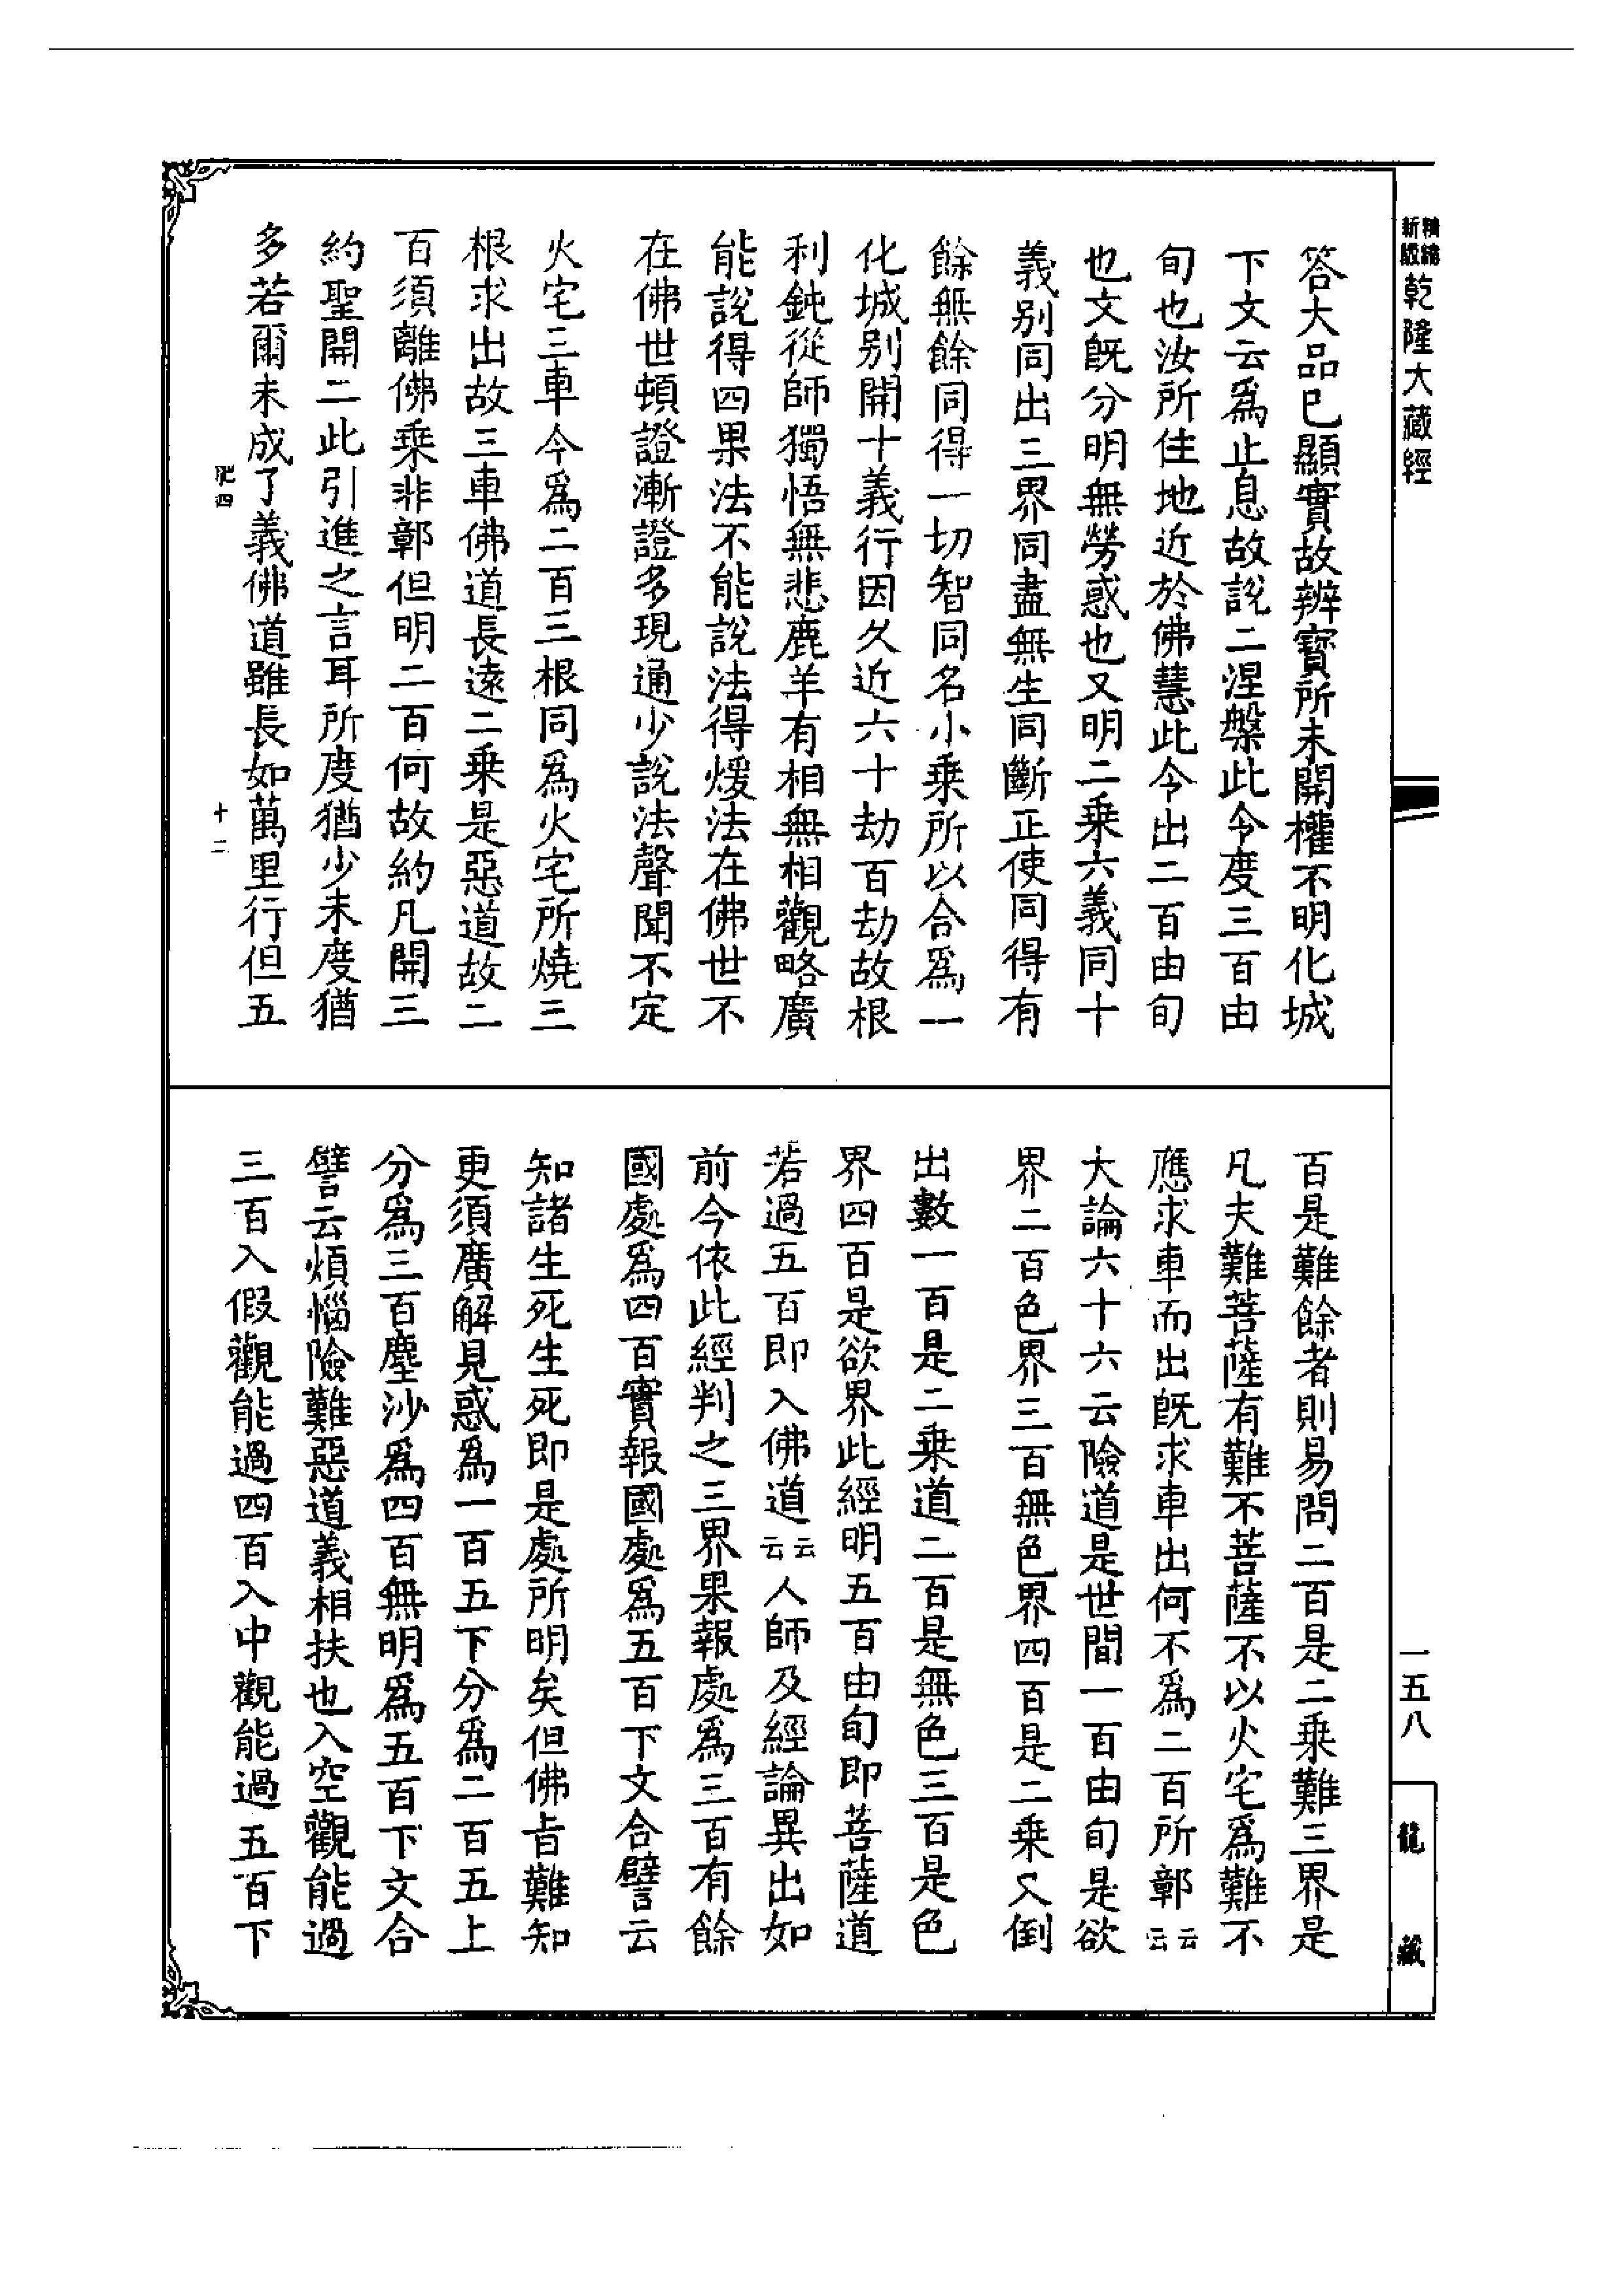 精縮
新版
乾隆大藏經
答大品已顯實故辨寶所未開權不明化城
下文云爲止息故說二涅槃此令度三百由
旬也汝所住地近於佛慧此令出二百由旬
也文既分明無勞惑也又明二乘六義同十
義别同出三界同盡無生同斷正使同得有
餘無餘同得一切智同名小乘所以合爲一
化城別開十義行因久近六十劫百劫故根
利鈍從師獨悟無悲鹿羊有相無相觀略廣
能說得四果法不能說法得煖法在佛世不
在佛世頓證漸證多現通少說法聲聞不定
火宅三車今爲二百三根同爲火宅所燒三
根求出故三車佛道長遠二乘是惡道故二
百須離佛乘非鄣但明二百何故約凡開三
約聖開二此引進之言耳所度猶少未度猶
多若爾未成了義佛道雖長如萬里行但五
肥四
十二
百是難餘者則易問二百是二乘難三界是
凡夫難菩薩有難不菩薩不以火宅爲難不
應求車而出既求車出何不爲二百所鄣云云
大論六十六云險道是世間一百由旬是欲
界二百色界三百無色界四百是二乘又倒
出數一百是二乘道二百是無色三百是色
界四百是欲界此經明五百由旬即菩薩道
若過五百即入佛道云云人師及經論異出如
前今依此經判之三界果報處爲三百有餘
國處爲四百實報國處爲五百下文合譬云
知諸生死生死即是處所明矣但佛旨難知
更須廣解見惑爲一百五下分爲二百五上
分爲三百塵沙爲四百無明爲五百下文合
譬云煩惱險難惡道義相扶也入空觀能過
三百入假觀能過四百入中觀能過五百下
一五八
龍藏